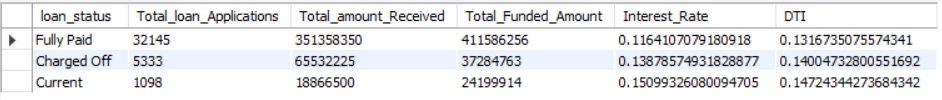 loan_status Total_loan_Applications Total_amount_Received Total_Funded_Amount Interest_Rate DTI
Fully Paid 32145 351358350 411586256 0.1164107079180918 0.1316735075574341
Charged Off 5333 65532225 37284763 0.13878574931828877 0.14004732800551692
Current 1098 18866500 24199914 0.15099326080094705 0.14724344273684342